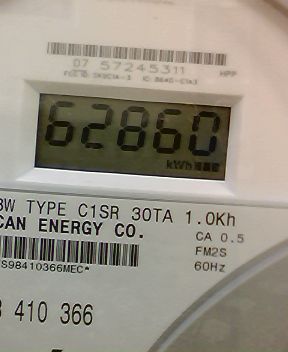 07 57245311 HPP
62860
kWh
3W TYPE C1SR 30TA 1.0Kh
CAN ENERGY CO.
CA 0.5
FM2S
60Hz
S98410366MEC*
410 366